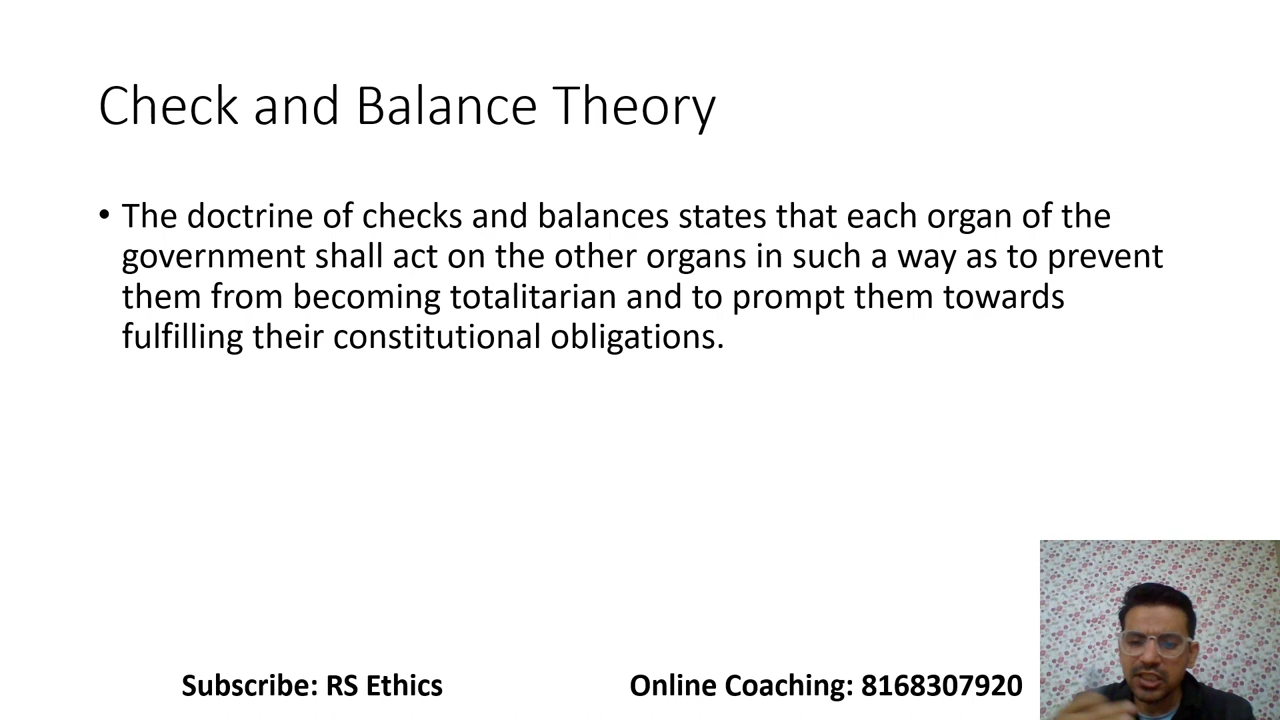 Check and Balance Theory
• The doctrine of checks and balances states that each organ of the
government shall act on the other organs in such a way as to prevent
them from becoming totalitarian and to prompt them towards
fulfilling their constitutional obligations.
Subscribe: RS Ethics
Online Coaching: 8168307920